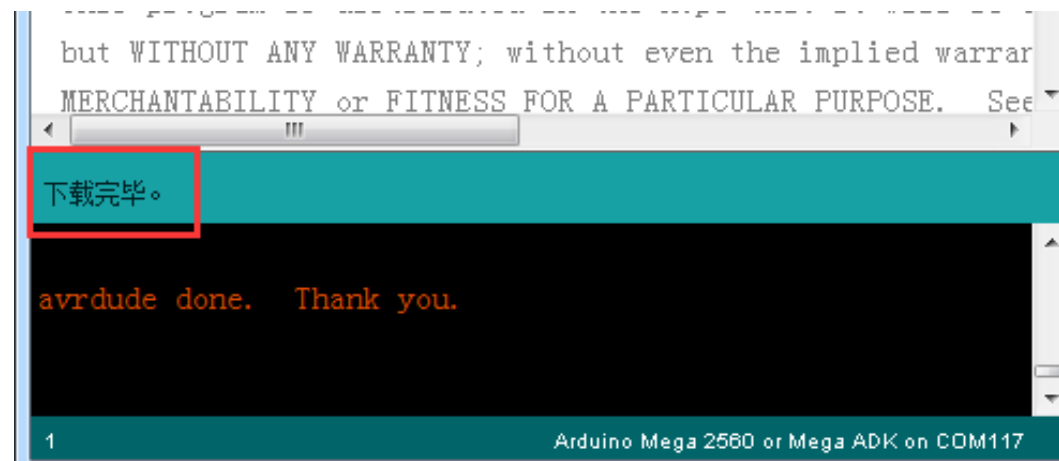 but WITHOUT ANY WARRANTY; without even the implied warrar
MERCHANTABILITY or FITNESS FOR A PARTICULAR PURPOSE. See
下载完毕。
avrdude done. Thank you.
1
Arduino Mega 2560 or Mega ADK on COM117